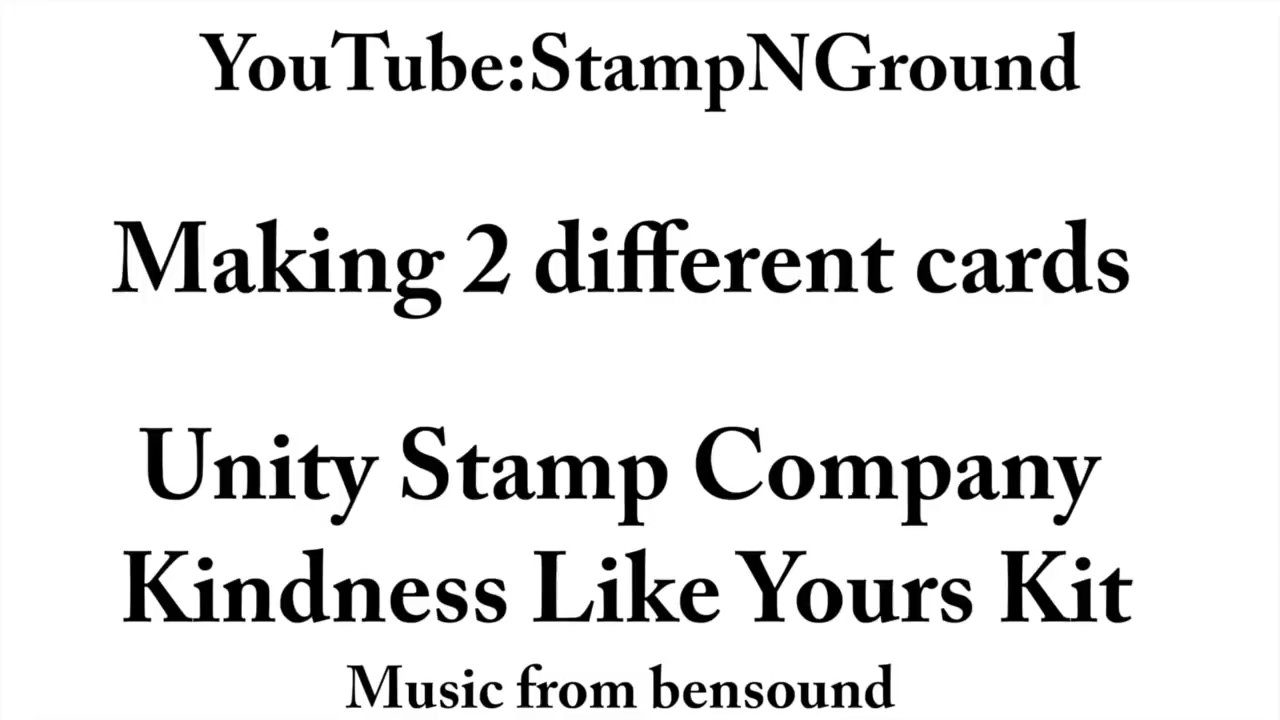 YouTube:StampNGround
Making 2 different cards
Unity Stamp Company
Kindness Like Yours Kit
Music from bensound